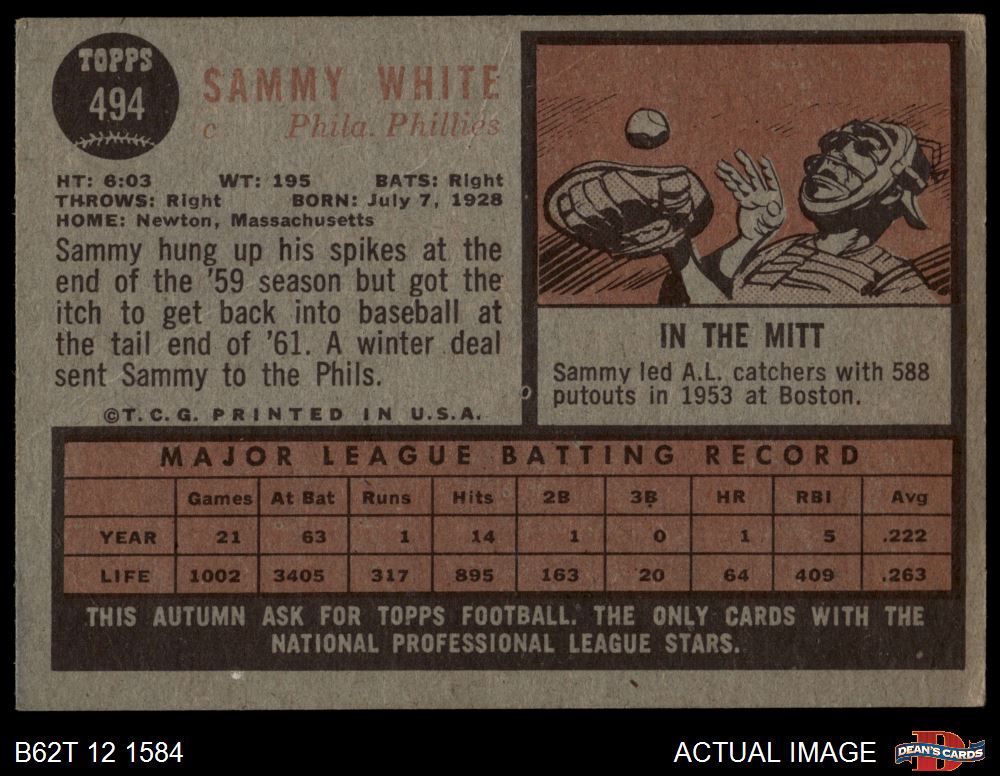 TOPPS
494
SAMMY WHITE
c Phila. Phillies
HT: 6:03 WT: 195 BATS: Right
THROWS: Right BORN: July 7, 1928
HOME: Newton, Massachusetts
Sammy hung up his spikes at the
end of the '59 season but got the
itch to get back into baseball at
the tail end of '61. A winter deal
sent Sammy to the Phils.
©T.C.G. PRINTED IN U.S.A.
IN THE MITT
Sammy led A.L. catchers with 588
putouts in 1953 at Boston.
MAJOR LEAGUE BATTING RECORD
Games At Bat Runs Hits 2B 3B HR RBI Avg
YEAR 21 63 1 14 1 0 1 5 .222
LIFE 1002 3405 317 895 163 20 64 409 .263
THIS AUTUMN ASK FOR TOPPS FOOTBALL. THE ONLY CARDS WITH THE
NATIONAL PROFESSIONAL LEAGUE STARS.
B62T 12 1584
ACTUAL IMAGE
DEAN'S CARDS